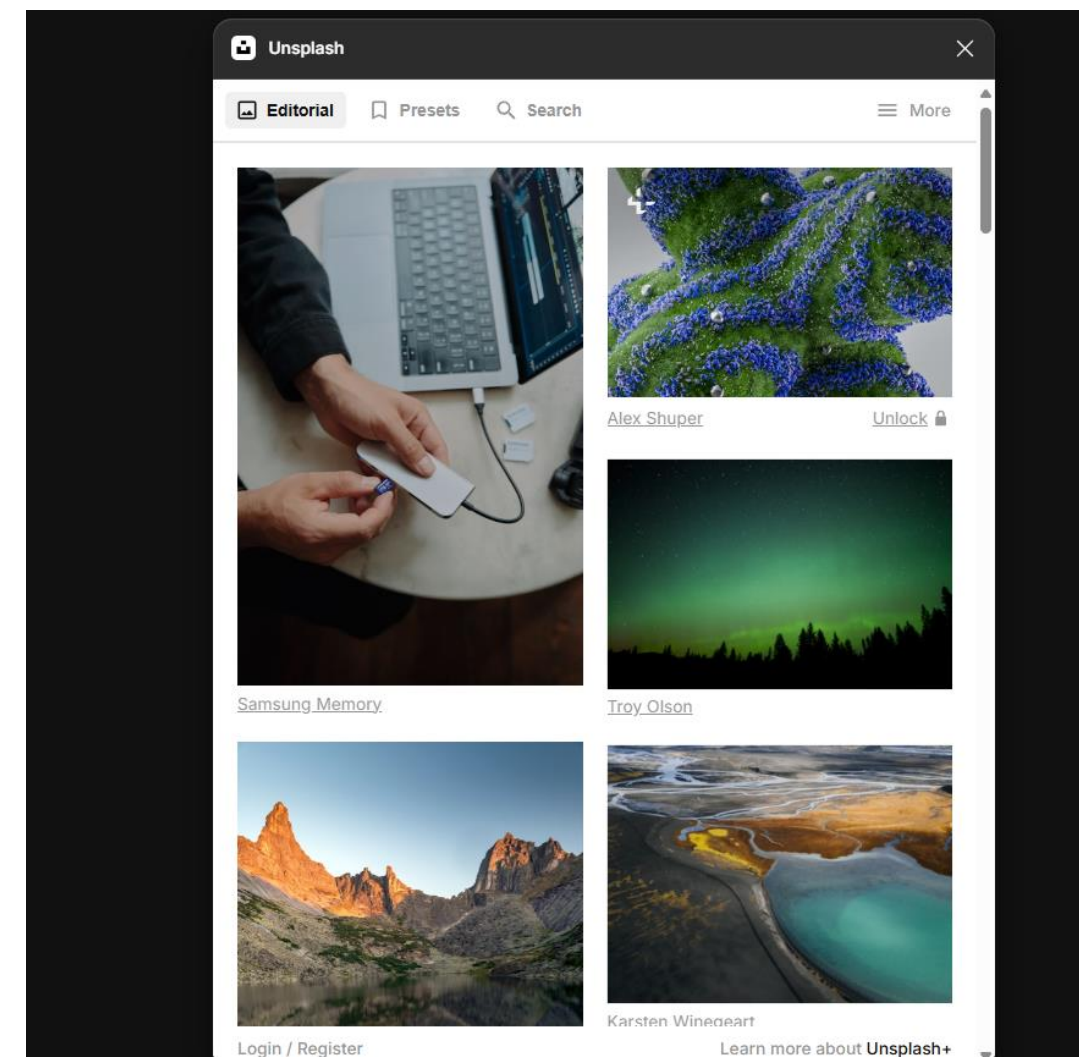 Unsplash
Editorial Presets Search More
Alex Shuper Unlock
Samsung Memory
Troy Olson
Karsten Winegeart
Login / Register Learn more about Unsplash+